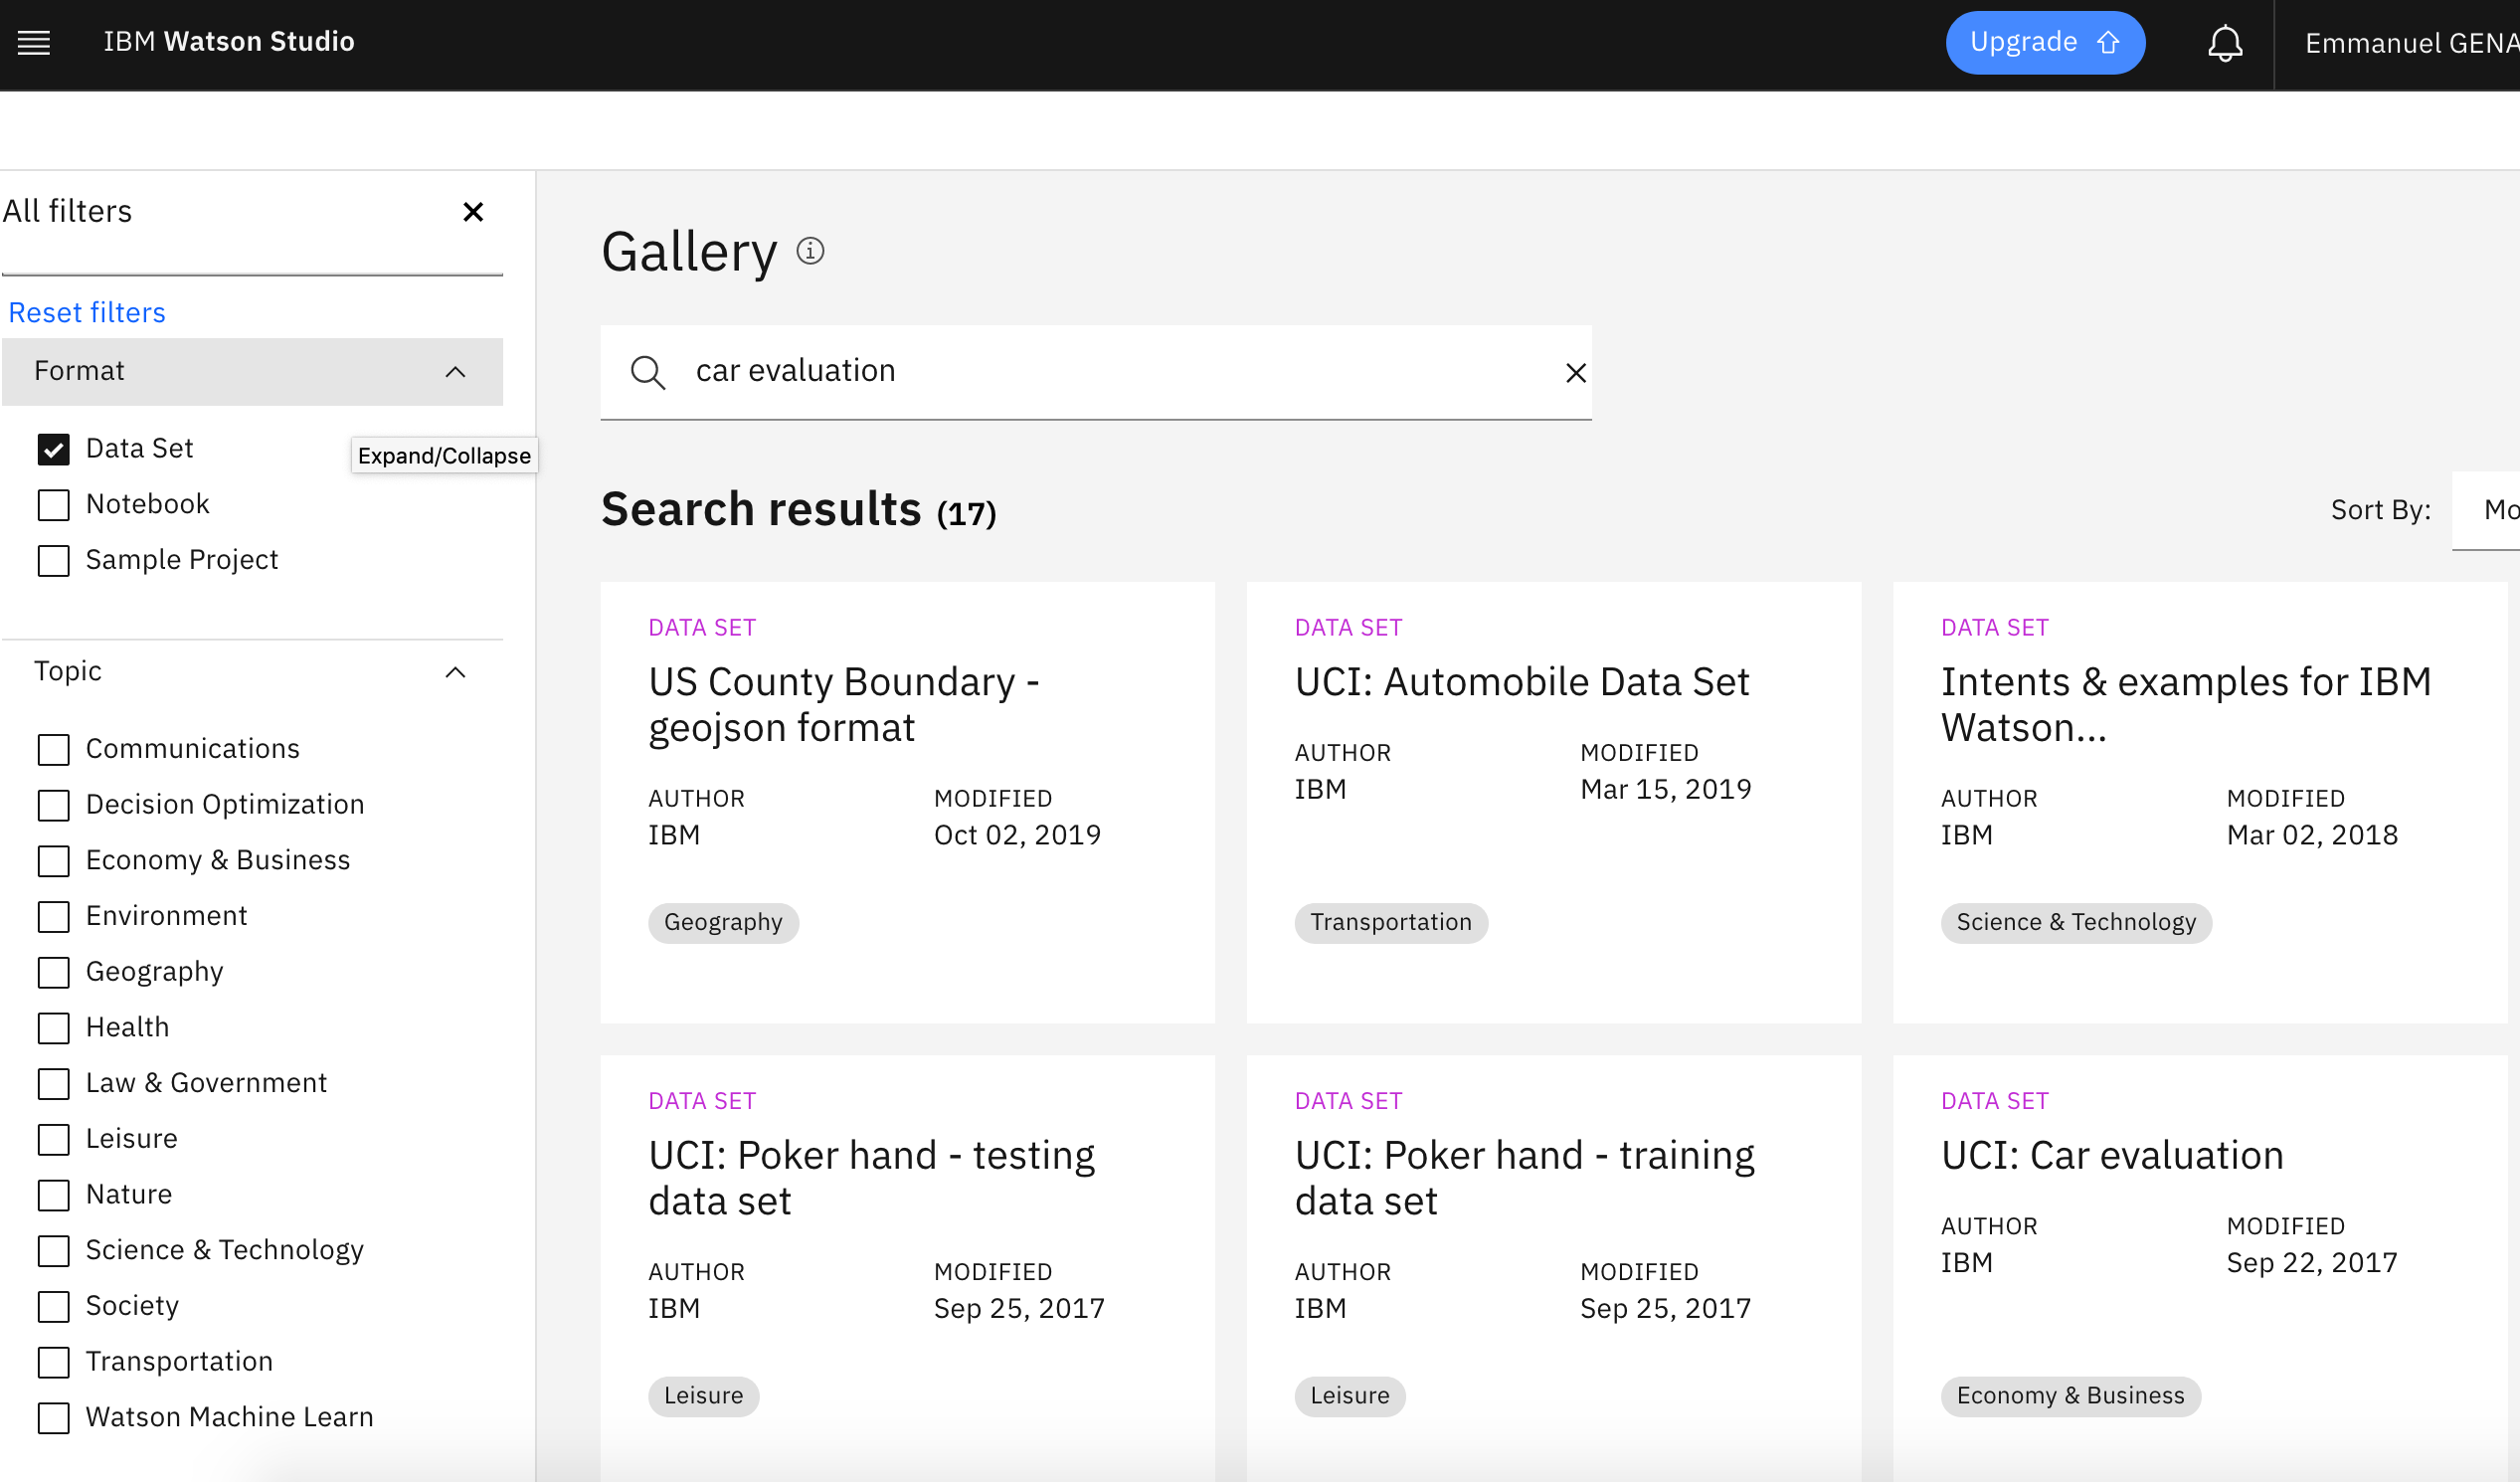 IBM Watson Studio
Upgrade
Emmanuel GENA
All filters
Reset filters
Format
Data Set
Expand/Collapse
Notebook
Sample Project
Topic
Communications
Decision Optimization
Economy & Business
Environment
Geography
Health
Law & Government
Leisure
Nature
Science & Technology
Society
Transportation
Watson Machine Learn
Gallery
car evaluation
Search results (17)
Sort By:
Mo
DATA SET
US County Boundary -
geojson format
AUTHOR MODIFIED
IBM Oct 02, 2019
Geography
DATA SET
UCI: Automobile Data Set
AUTHOR MODIFIED
IBM Mar 15, 2019
Transportation
DATA SET
Intents & examples for IBM
Watson...
AUTHOR MODIFIED
IBM Mar 02, 2018
Science & Technology
DATA SET
UCI: Poker hand - testing
data set
AUTHOR MODIFIED
IBM Sep 25, 2017
Leisure
DATA SET
UCI: Poker hand - training
data set
AUTHOR MODIFIED
IBM Sep 25, 2017
Leisure
DATA SET
UCI: Car evaluation
AUTHOR MODIFIED
IBM Sep 22, 2017
Economy & Business